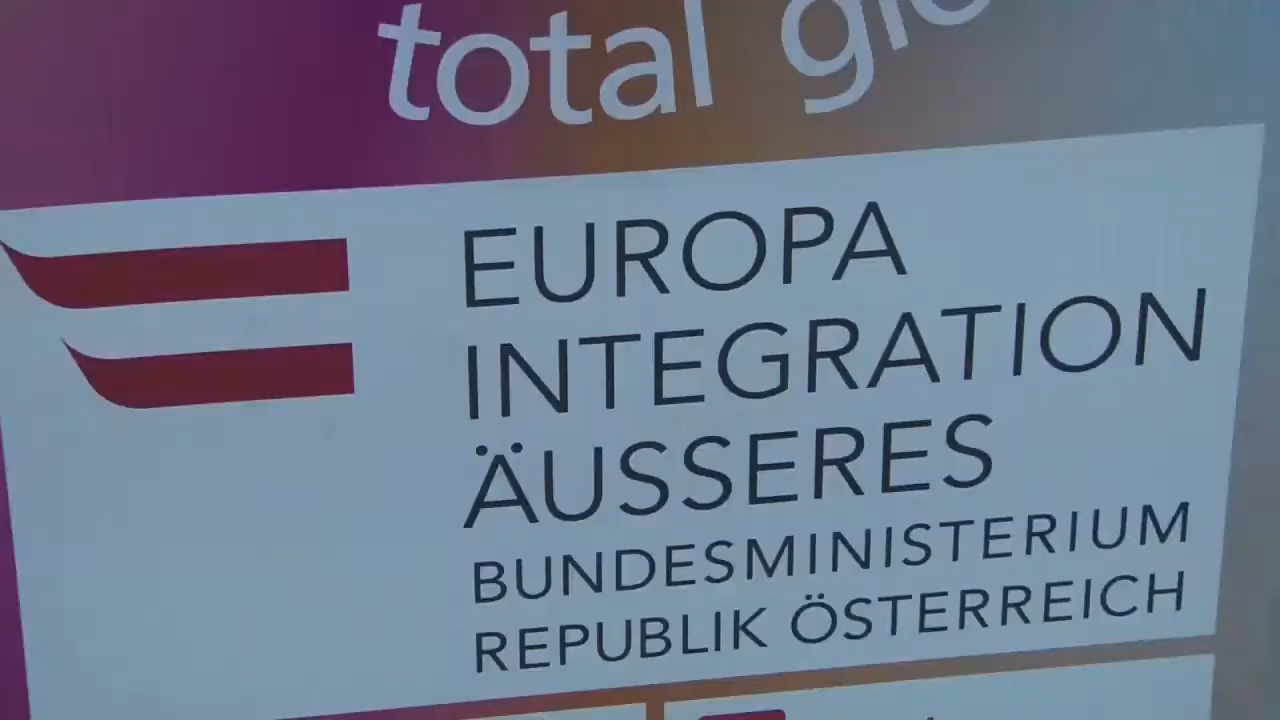 total
EUROPA
INTEGRATION
ÄUSSERES
BUNDESMINISTERIUM
REPUBLIK ÖSTERREICH